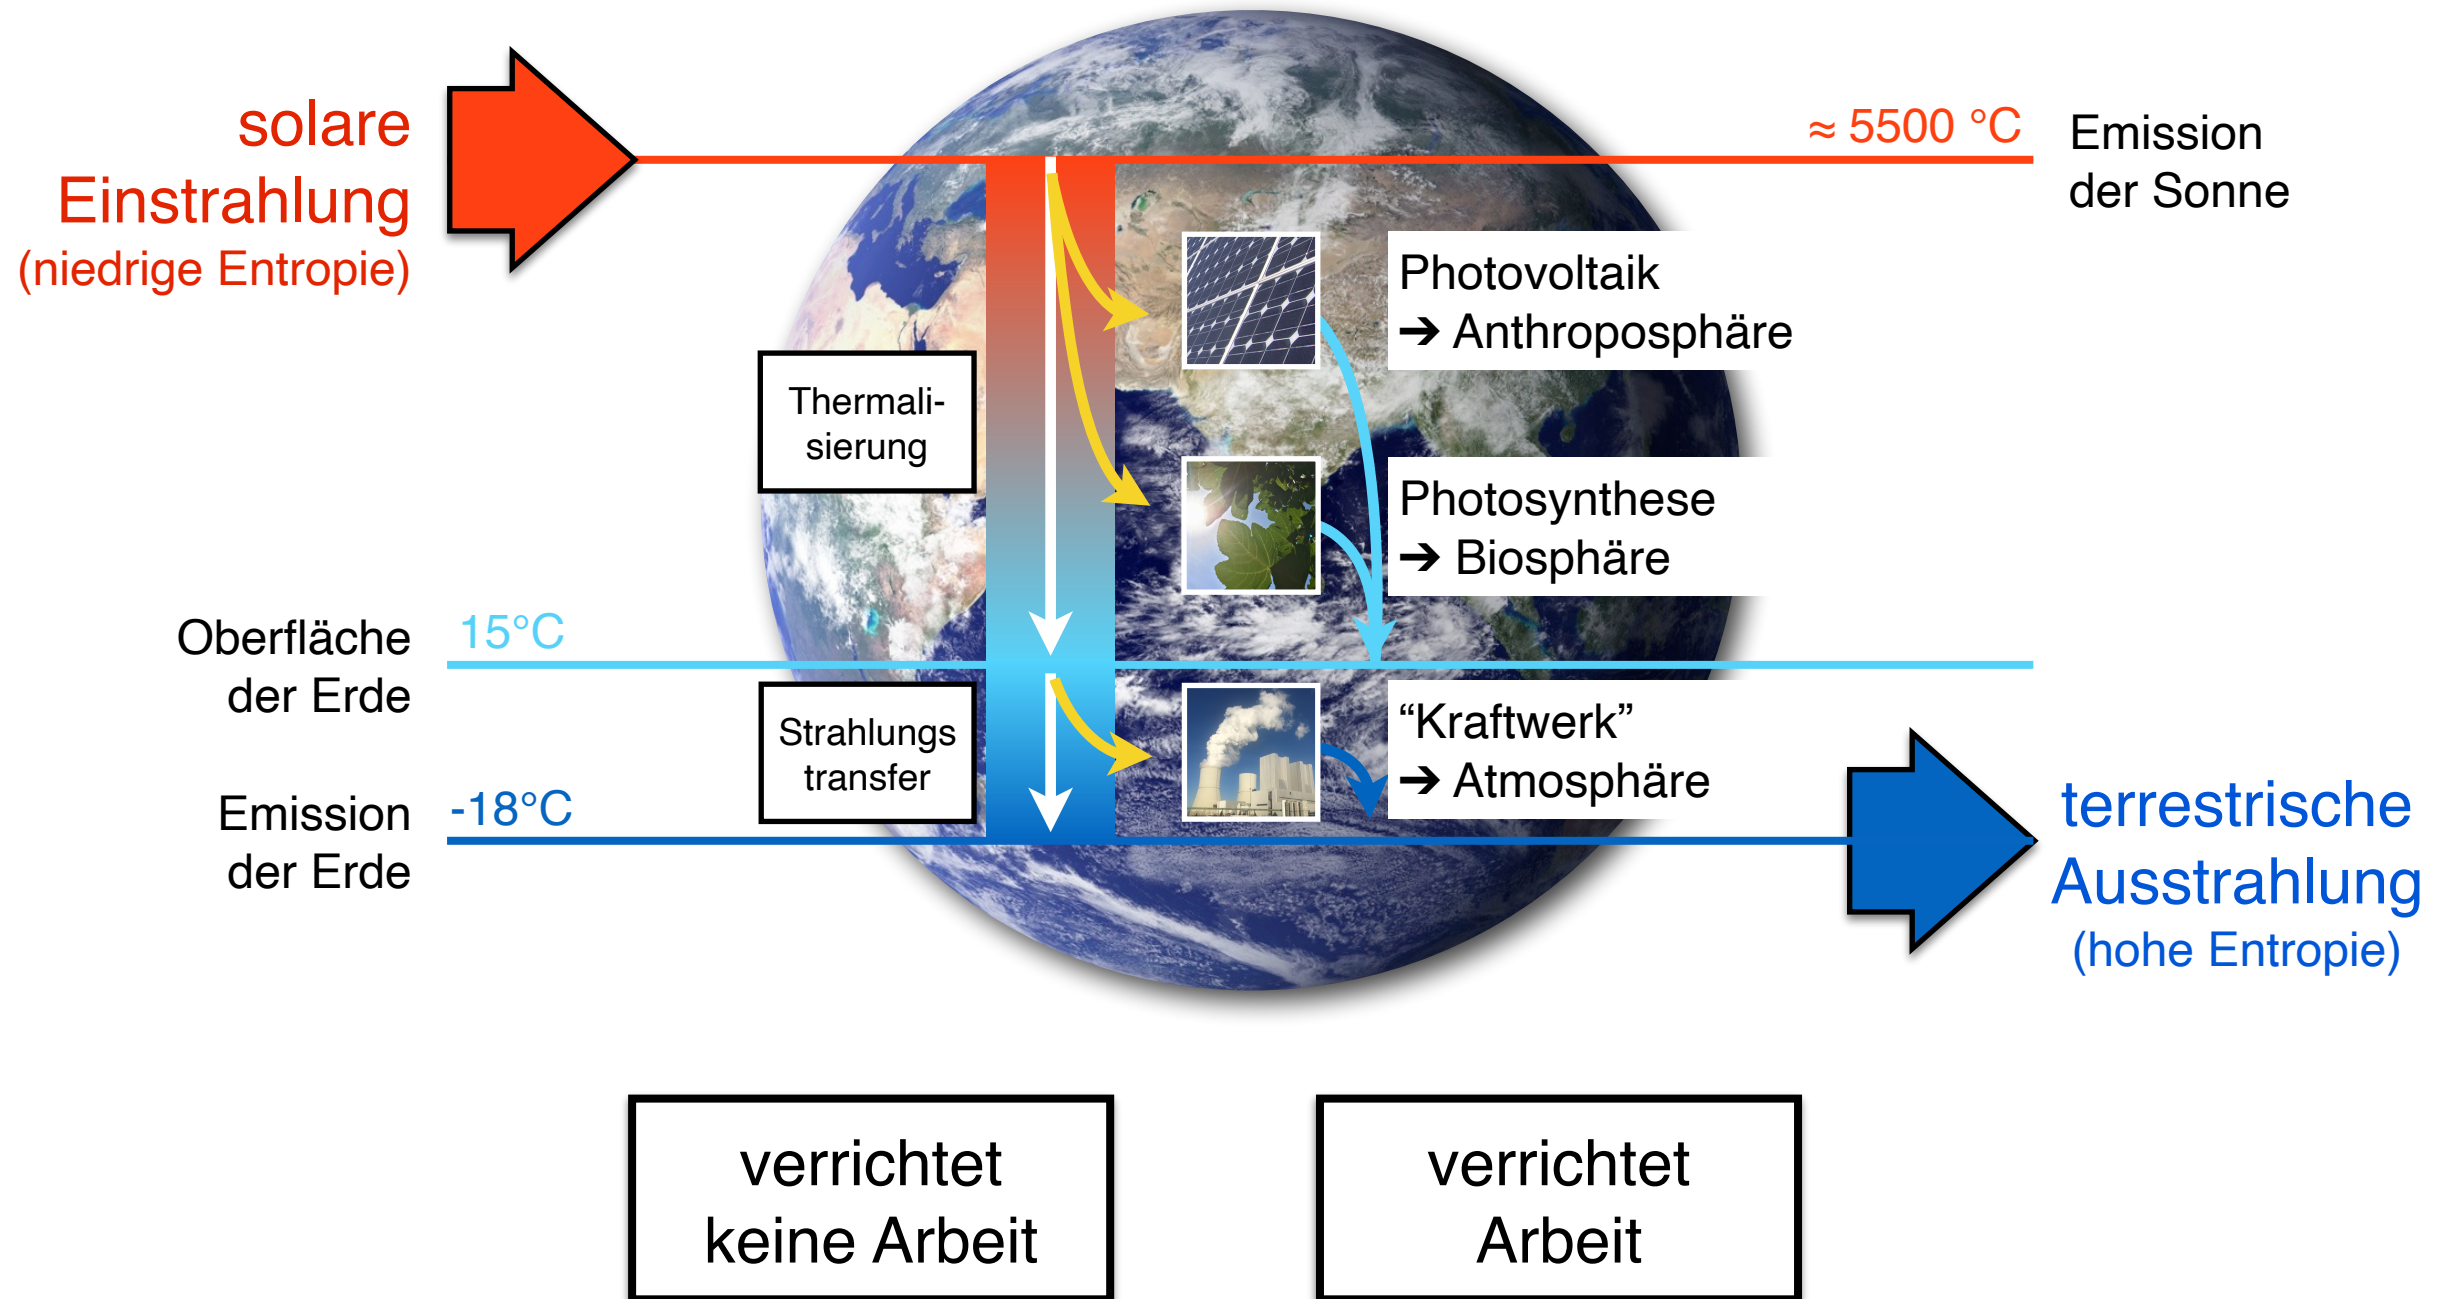 solare
Einstrahlung
(niedrige Entropie)
≈ 5500 °C
Emission
der Sonne
Photovoltaik
➔ Anthroposphäre
Thermali-
sierung
Photosynthese
➔ Biosphäre
Oberfläche
der Erde
15°C
Strahlungs
transfer
“Kraftwerk”
➔ Atmosphäre
Emission
der Erde
-18°C
terrestrische
Ausstrahlung
(hohe Entropie)
verrichtet
keine Arbeit
verrichtet
Arbeit